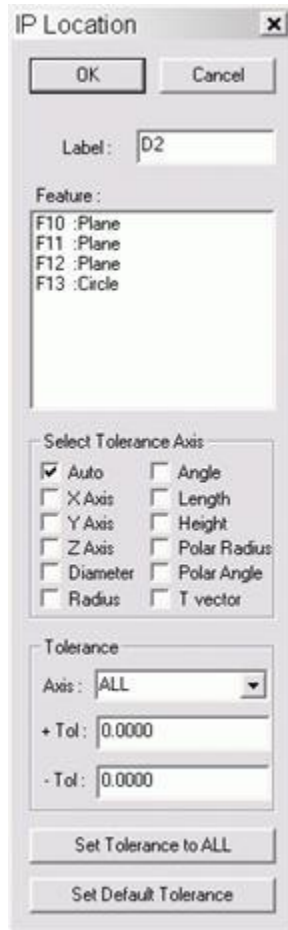 IP Location
OK Cancel
Label : D2
Feature :
F10 :Plane
F11 :Plane
F12 :Plane
F13 :Circle
Select Tolerance Axis
Auto Angle
X Axis Length
Y Axis Height
Z Axis Polar Radius
Diameter Polar Angle
Radius T vector
Tolerance
Axis : ALL
+ Tol : 0.0000
- Tol : 0.0000
Set Tolerance to ALL
Set Default Tolerance